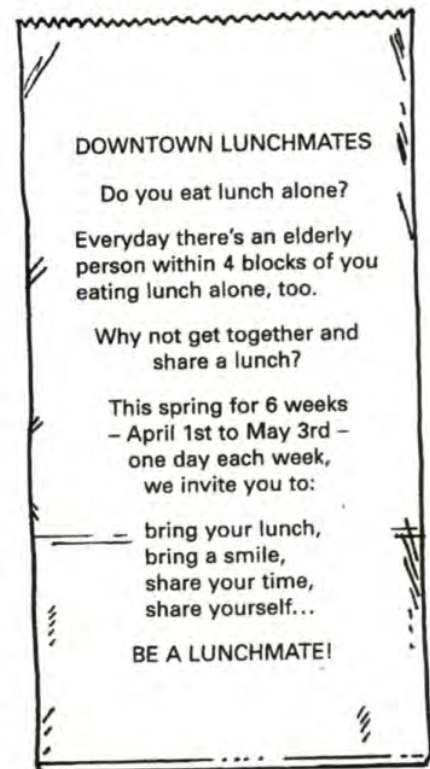 DOWNTOWN LUNCHMATES
Do you eat lunch alone?
Everyday there's an elderly
person within 4 blocks of you
eating lunch alone, too.
Why not get together and
share a lunch?
This spring for 6 weeks
– April 1st to May 3rd –
one day each week,
we invite you to:
bring your lunch,
bring a smile,
share your time,
share yourself...
BE A LUNCHMATE!